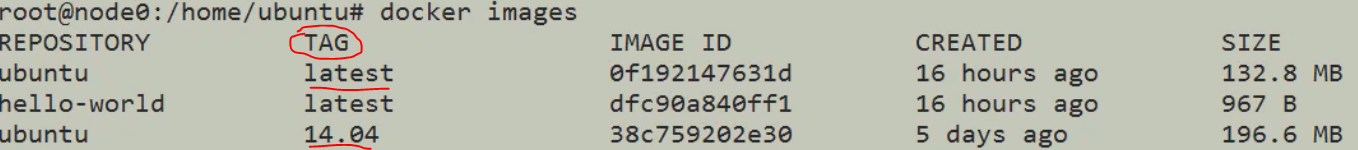 root@node0:/home/ubuntu# docker images
REPOSITORY TAG IMAGE ID CREATED SIZE
ubuntu latest 0f192147631d 16 hours ago 132.8 MB
hello-world latest dfc90a840ff1 16 hours ago 967 B
ubuntu 14.04 38c759202e30 5 days ago 196.6 MB